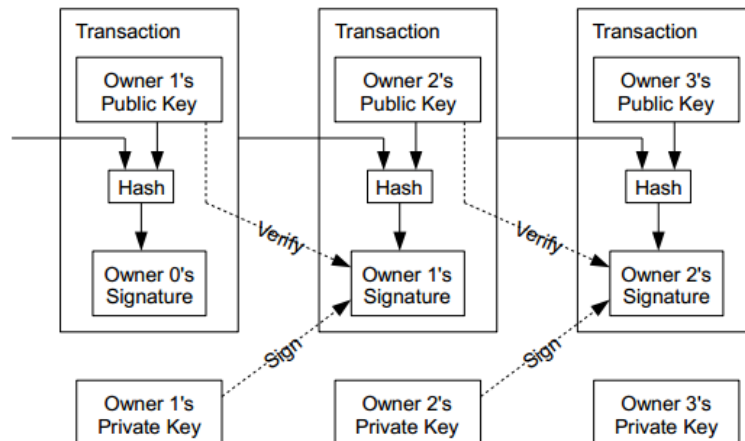 Transaction
Transaction
Transaction
Owner 1's
Public Key
Owner 2's
Public Key
Owner 3's
Public Key
Hash
Hash
Hash
Verify
Verify
Owner 0's
Signature
Owner 1's
Signature
Owner 2's
Signature
Sign
Sign
Owner 1's
Private Key
Owner 2's
Private Key
Owner 3's
Private Key